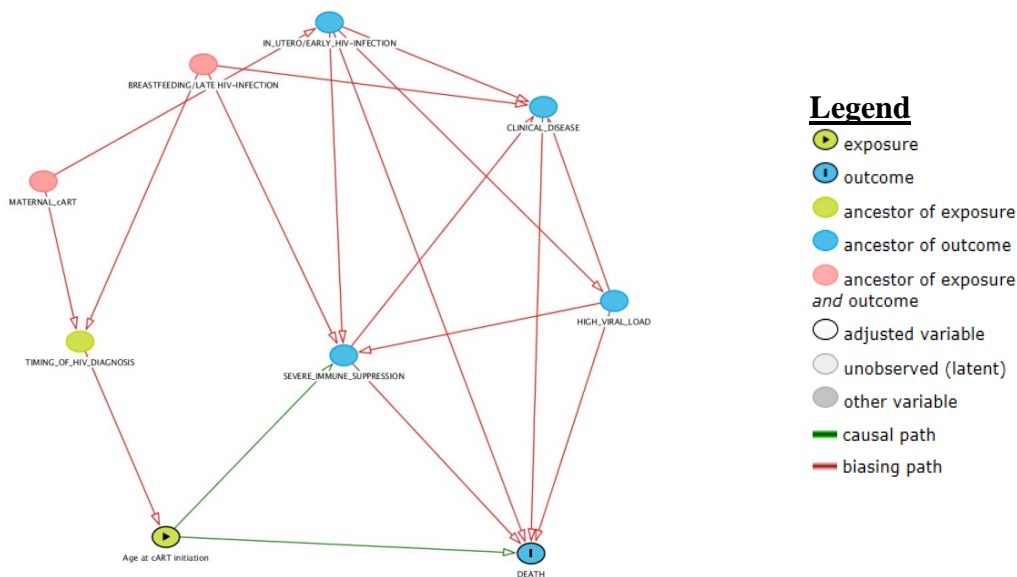 IN_UTERO/EARLY_HIV-INFECTION
BREASTFEEDING/LATE HIV-INFECTION
CLINICAL_DISEASE
MATERNAL_cART
HIGH_VIRAL_LOAD
TIMING_OF_HIV_DIAGNOSIS
SEVERE_IMMUNE_SUPPRESSION
Age at cART initiation
DEATH
Legend
exposure
outcome
ancestor of exposure
ancestor of outcome
ancestor of exposure
and outcome
adjusted variable
unobserved (latent)
other variable
causal path
biasing path